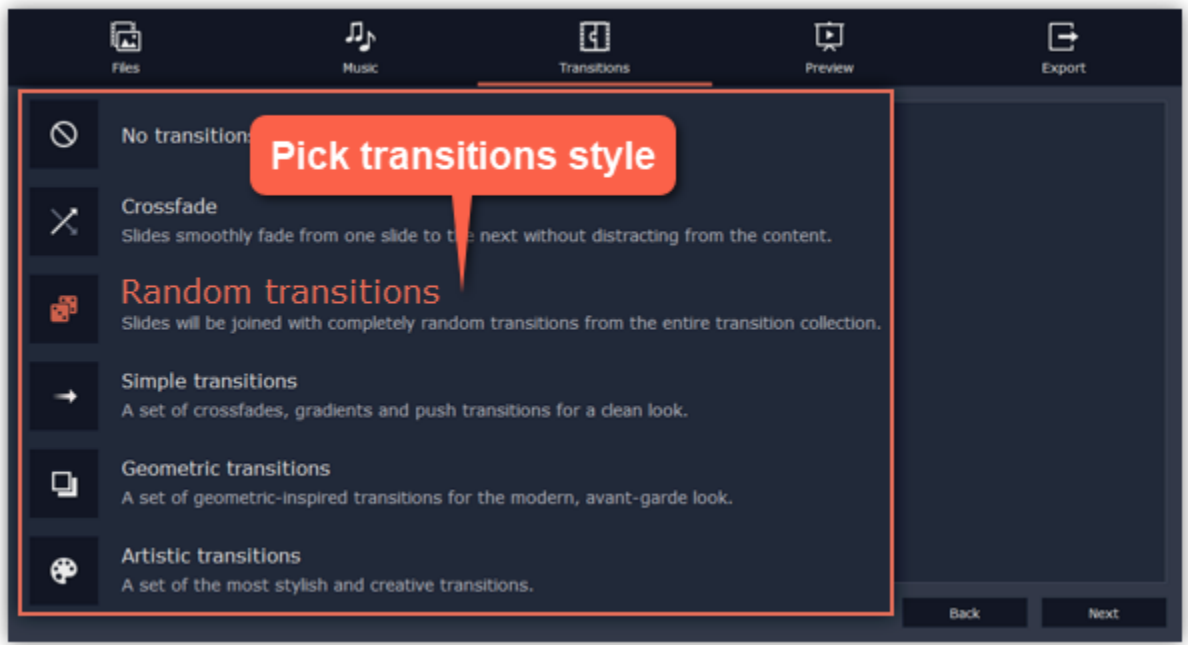 Files
Music
Transitions
Preview
Export
No transitions
Pick transitions style
Crossfade
Slides smoothly fade from one slide to the next without distracting from the content.
Random transitions
Slides will be joined with completely random transitions from the entire transition collection.
Simple transitions
A set of crossfades, gradients and push transitions for a clean look.
Geometric transitions
A set of geometric-inspired transitions for the modern, avant-garde look.
Artistic transitions
A set of the most stylish and creative transitions.
Back
Next